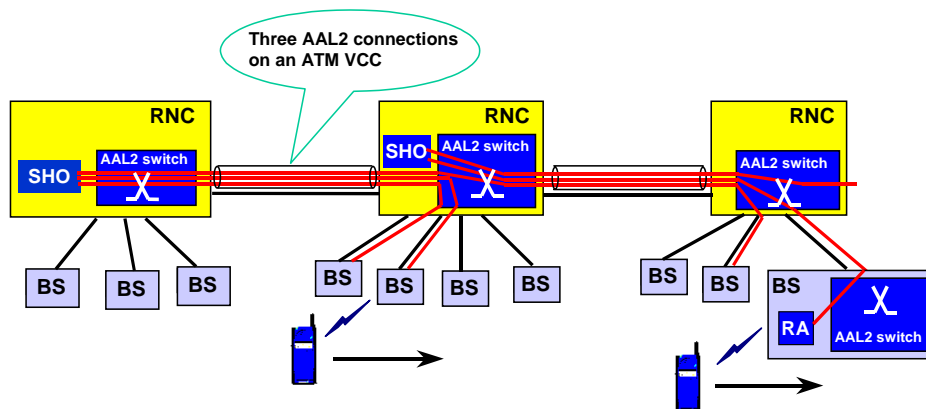 Three AAL2 connections
on an ATM VCC
RNC
RNC
RNC
SHO
AAL2 switch
SHO
AAL2 switch
AAL2 switch
BS
BS
BS
BS
BS
BS
BS
BS
BS
BS
RA
AAL2 switch